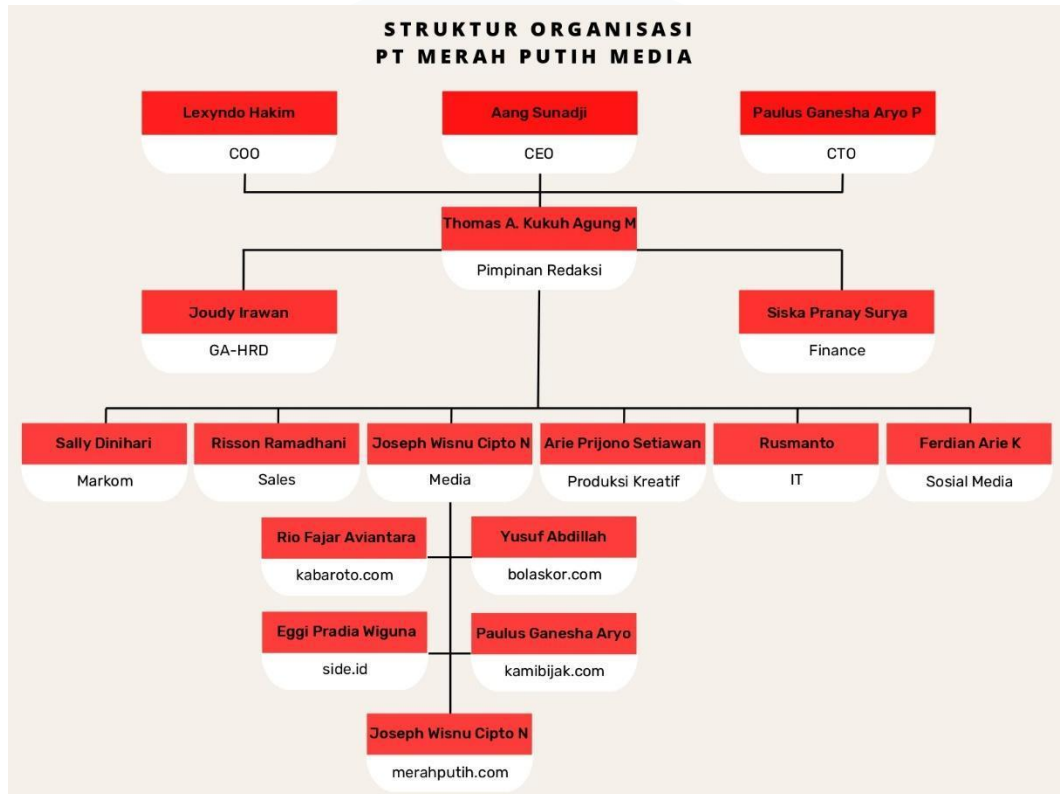 STRUKTUR ORGANISASI
PT MERAH PUTIH MEDIA
Lexyndo Hakim
COO
Aang Sunadji
CEO
Paulus Ganesha Aryo P
CTO
Thomas A. Kukuh Agung M
Pimpinan Redaksi
Joudy Irawan
GA-HRD
Siska Pranay Surya
Finance
Sally Dinihari
Markom
Risson Ramadhani
Sales
Joseph Wisnu Cipto N
Media
Arie Prijono Setiawan
Produksi Kreatif
Rusmanto
IT
Ferdian Arie K
Sosial Media
Rio Fajar Aviantara
kabaroto.com
Yusuf Abdillah
bolaskor.com
Eggi Pradia Wiguna
side.id
Paulus Ganesha Aryo
kamibijak.com
Joseph Wisnu Cipto N
merahputih.com